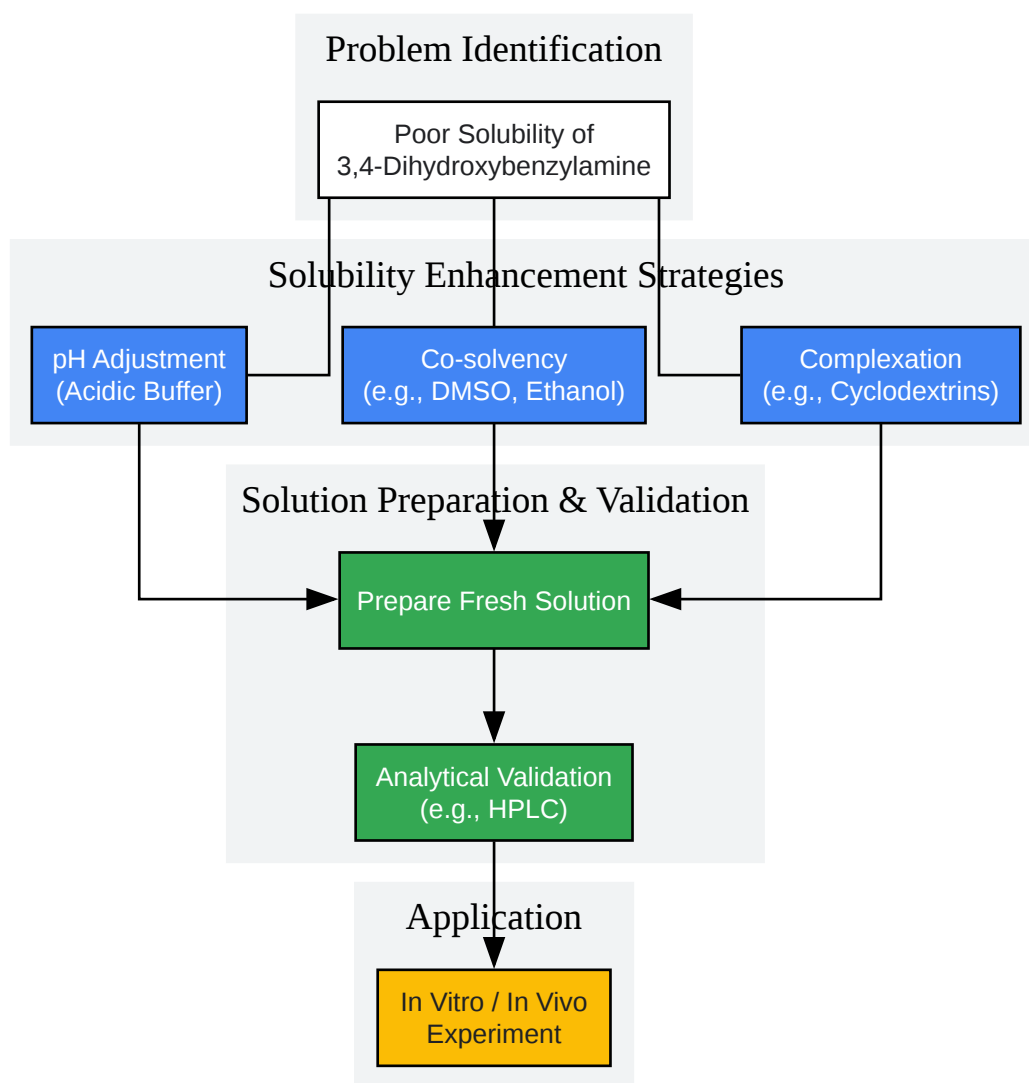 Problem Identification
Poor Solubility of
3,4-Dihydroxybenzylamine
Solubility Enhancement Strategies
pH Adjustment
(Acidic Buffer)
Co-solvency
(e.g., DMSO, Ethanol)
Complexation
(e.g., Cyclodextrins)
Solution Preparation & Validation
Prepare Fresh Solution
Analytical Validation
(e.g., HPLC)
Application
In Vitro / In Vivo
Experiment